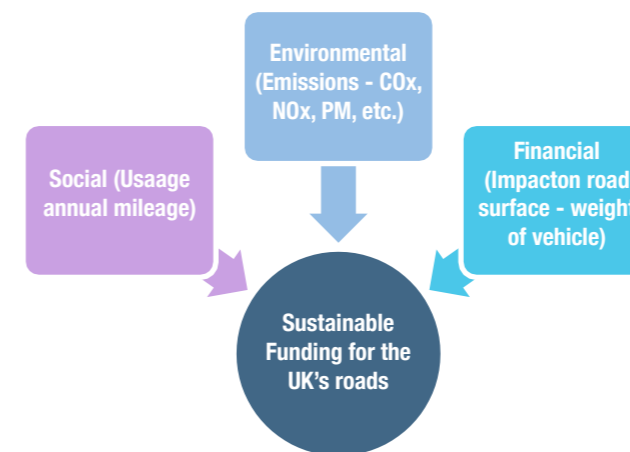 Environmental
(Emissions - COx,
NOx, PM, etc.)
Social (Usaage
annual mileage)
Financial
(Impacton road
surface - weight
of vehicle)
Sustainable
Funding for the
UK's roads